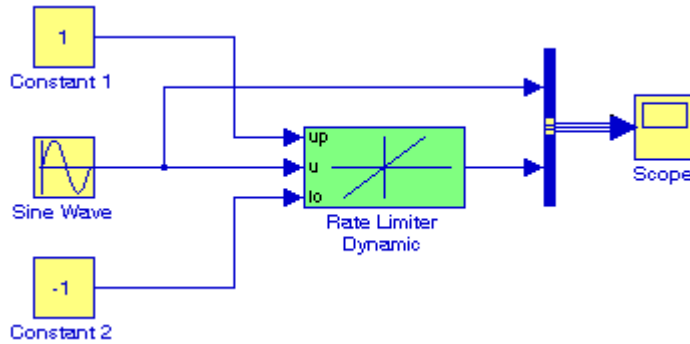 1
Constant 1
up
u
lo
Sine Wave
Rate Limiter
Dynamic
Scope
-1
Constant 2